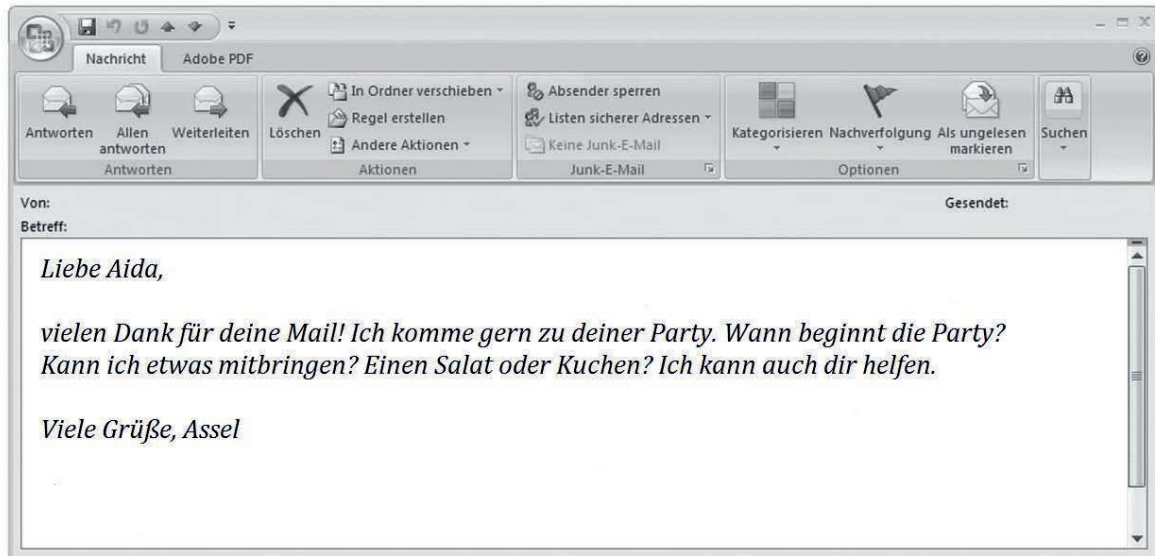 Nachricht Adobe PDF
Antworten Allen antworten Weiterleiten
Antworten
Löschen In Ordner verschieben
Regel erstellen
Andere Aktionen
Aktionen
Absender sperren
Listen sicherer Adressen
Keine Junk-E-Mail
Junk-E-Mail
Kategorisieren Nachverfolgung Als ungelesen markieren
Optionen
Suchen
Von: Gesendet:
Betreff:
Liebe Aida,
vielen Dank für deine Mail! Ich komme gern zu deiner Party. Wann beginnt die Party?
Kann ich etwas mitbringen? Einen Salat oder Kuchen? Ich kann auch dir helfen.
Viele Grüße, Assel